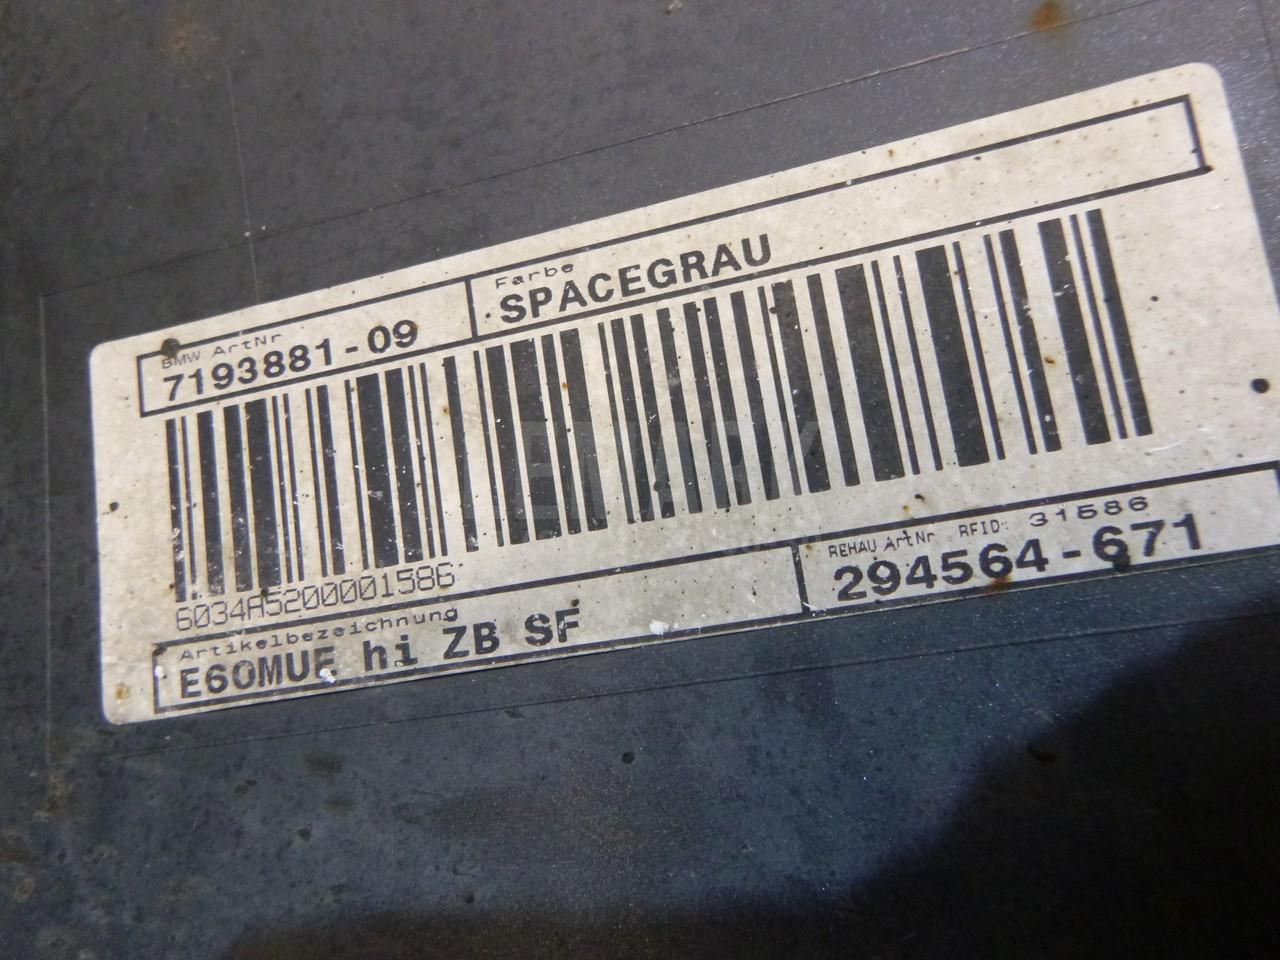 BMW ArtNr
7193881-09
Farbe
SPACEGRAU
6034A5200001586
Artikelbezeichnung
E60MUE hi ZB SF
REHAU ArtNr RFID: 31586
294564-671